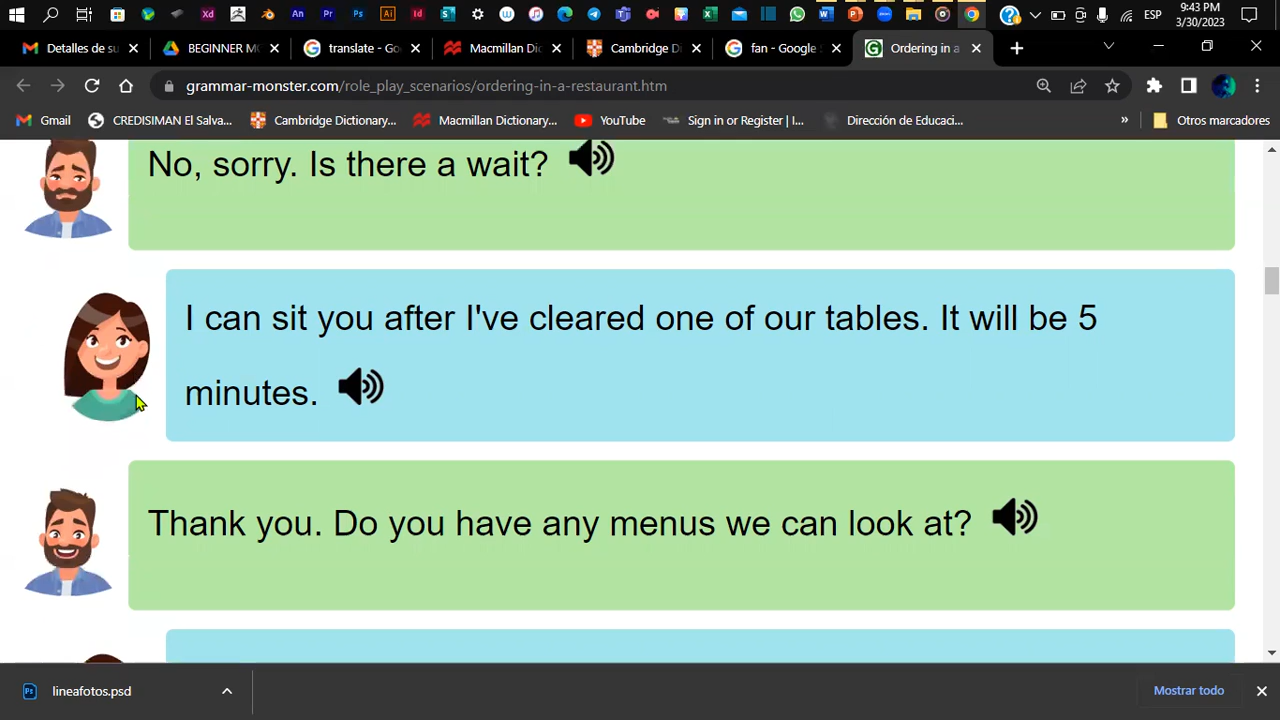 9:43 PM
ESP
3/30/2023
Detalles de su
BEGINNER M
translate - Go
Macmillan Dic
Cambridge D
fan - Google S
Ordering in a
grammar-monster.com/role_play_scenarios/ordering-in-a-restaurant.htm
Gmail
CREDISIMAN El Salva...
Cambridge Dictionary...
Macmillan Dictionary...
YouTube
Sign in or Register | I...
Dirección de Educaci...
»
Otros marcadores
No, sorry. Is there a wait?
I can sit you after I've cleared one of our tables. It will be 5
minutes.
Thank you. Do you have any menus we can look at?
lineafotos.psd
Mostrar todo